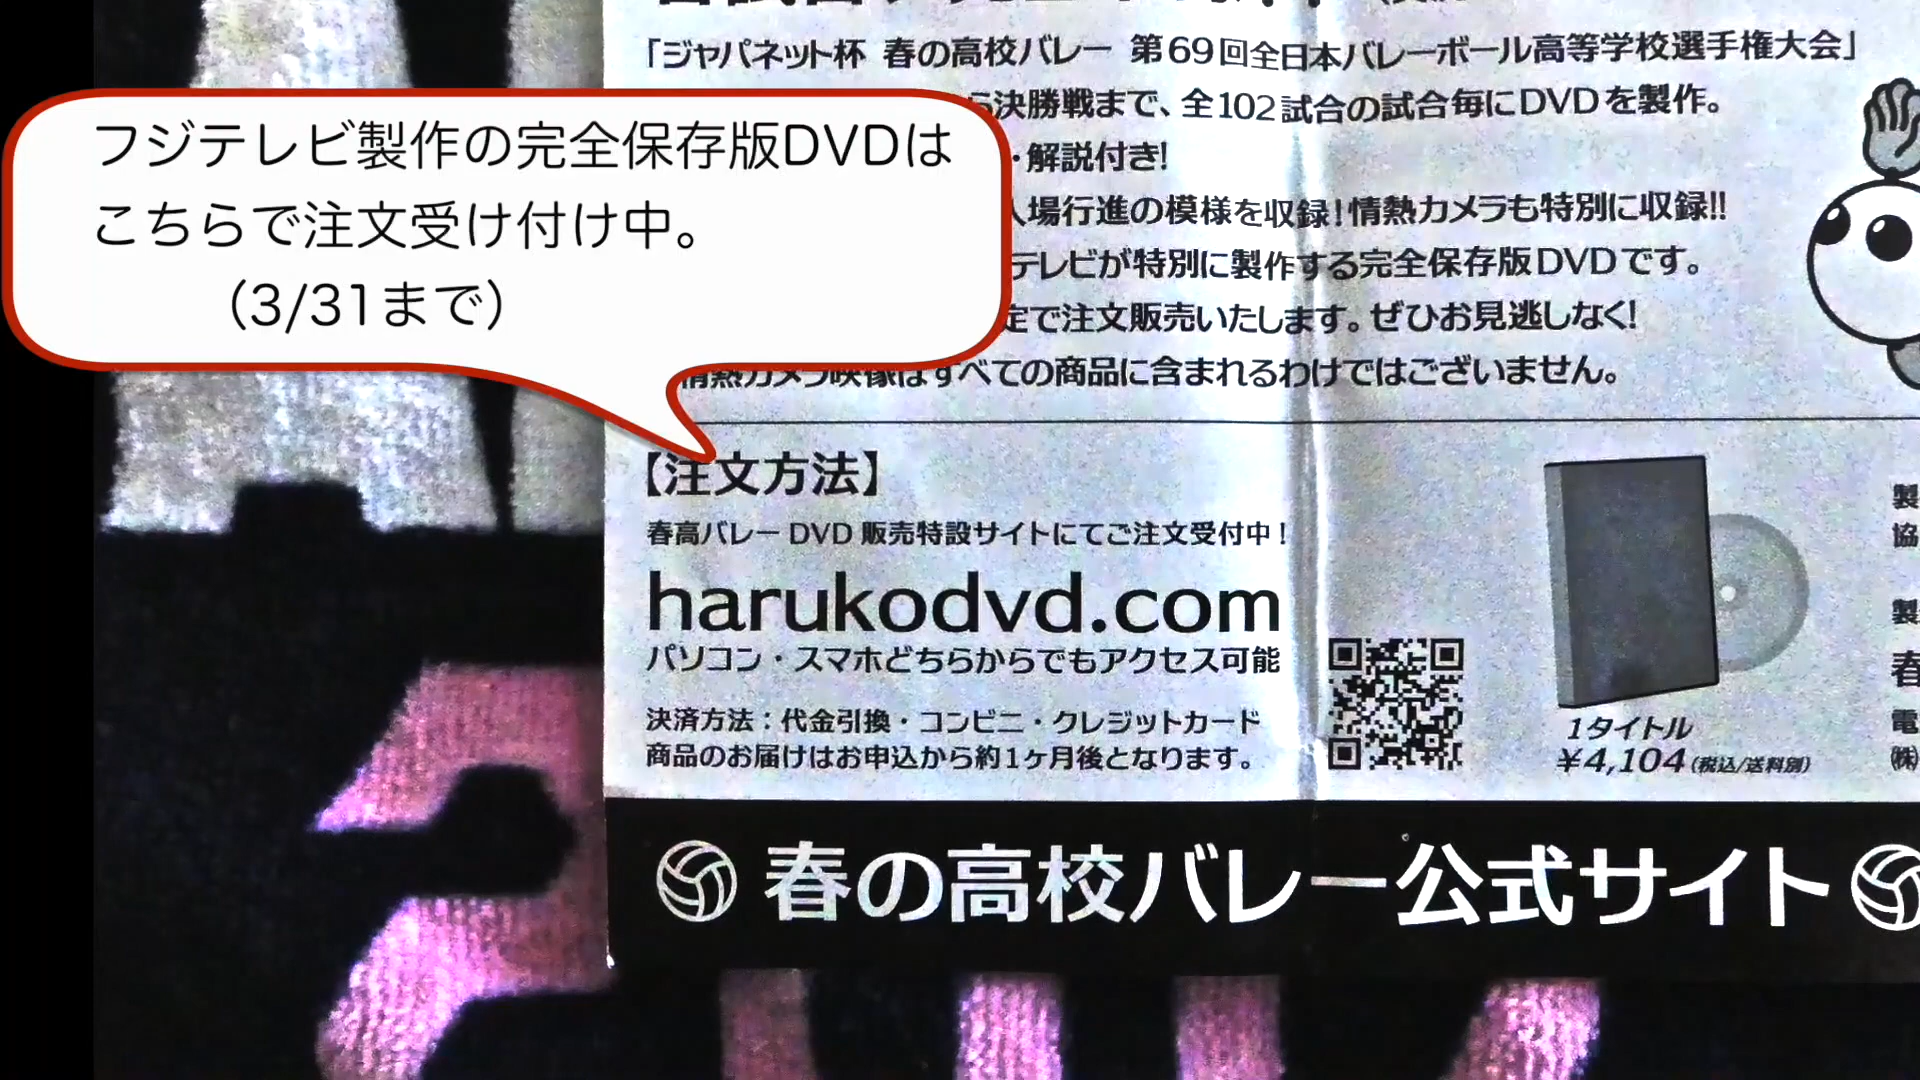 「ジャパネット杯 春の高校バレー 第69回全日本バレーボール高等学校選手権大会」
決勝戦まで、全102試合の試合毎にDVDを製作。
・解説付き!
場行進の模様を収録!情熱カメラも特別に収録!!
テレビが特別に製作する完全保存版DVDです。
定で注文販売いたします。ぜひお見逃しなく!
情熱カメラ映像はすべての商品に含まれるわけではございません。
フジテレビ製作の完全保存版DVDは
こちらで注文受け付け中。
（3/31まで）
【注文方法】
春高バレー DVD 販売特設サイトにてご注文受付中!
harukodvd.com
パソコン・スマホどちらからでもアクセス可能
決済方法：代金引換・コンビニ・クレジットカード
商品のお届けはお申込から約1ヶ月後となります。
1タイトル
¥4,104(税込/送料別)
製
協
製
春
電
㈱
春の高校バレー公式サイト